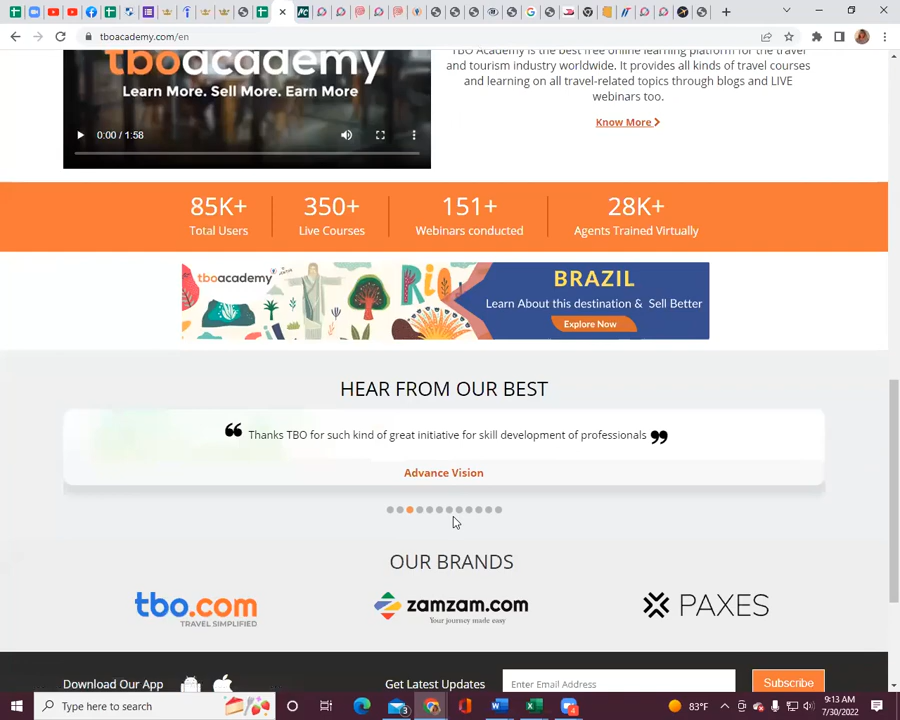 tboacademy.com/en
tboacademy
Learn More. Sell More. Earn More
0:00 / 1:58
TBO Academy is the best free online learning platform for the travel
and tourism industry worldwide. It provides all kinds of travel courses
and learning on all travel-related topics through blogs and LIVE
webinars too.
Know More
85K+
Total Users
350+
Live Courses
151+
Webinars conducted
28K+
Agents Trained Virtually
tboacademy
Rio
BRAZIL
Learn About this destination & Sell Better
Explore Now
HEAR FROM OUR BEST
❝ Thanks TBO for such kind of great initiative for skill development of professionals ❞
Advance Vision
OUR BRANDS
tbo.com
TRAVEL SIMPLIFIED
zamzam.com
Your journey made easy
PAXES
Download Our App
Get Latest Updates
Enter Email Address
Subscribe
Type here to search
3
4
83°F
9:13 AM
7/30/2022